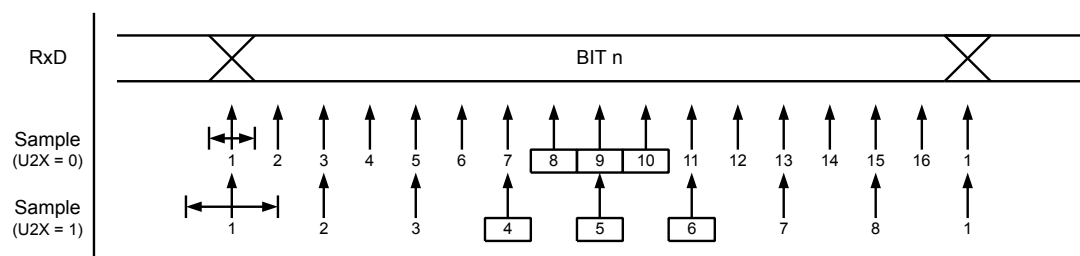 RxD BIT n
Sample
(U2X = 0) 1 2 3 4 5 6 7 8 9 10 11 12 13 14 15 16 1
Sample
(U2X = 1) 1 2 3 4 5 6 7 8 1